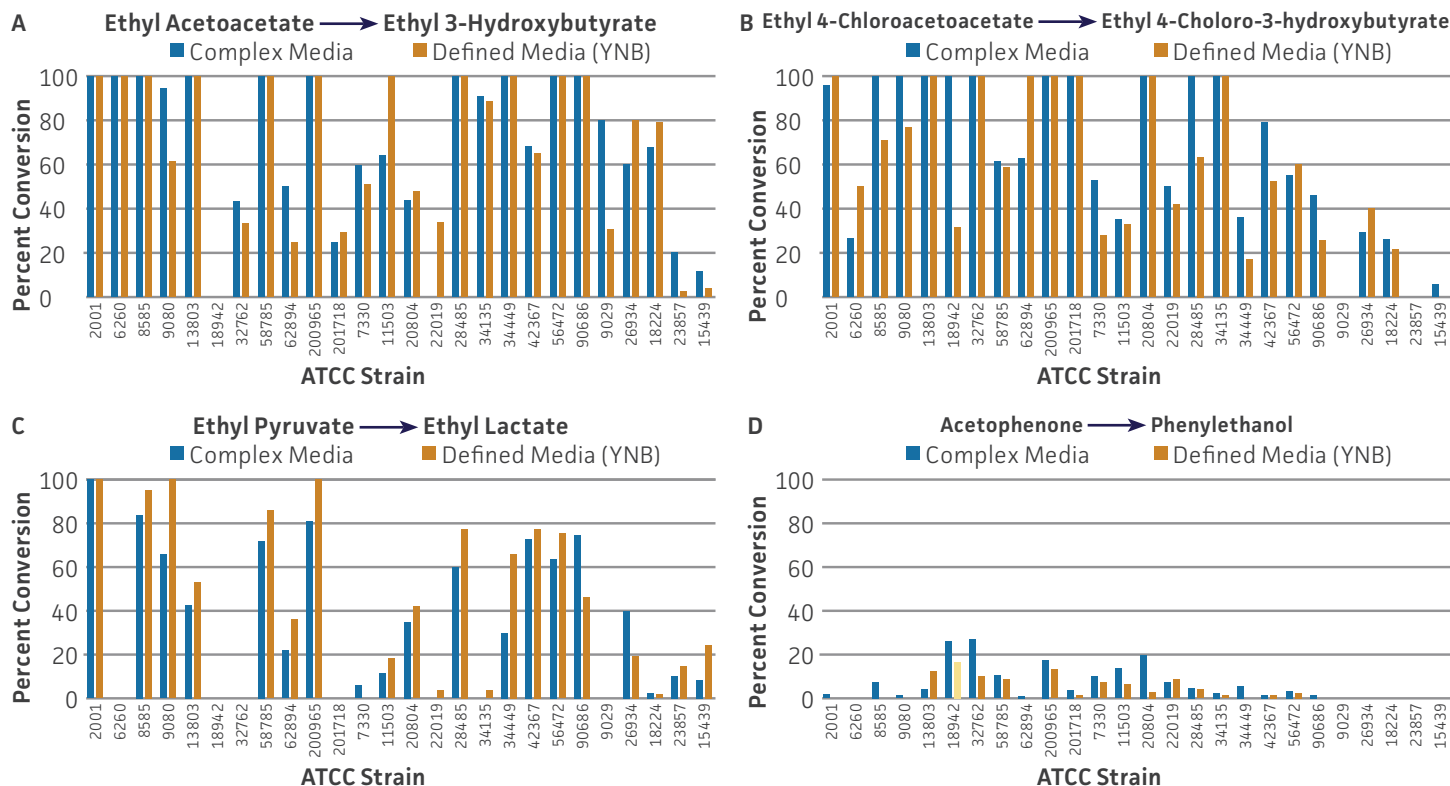 A
Ethyl Acetoacetate Ethyl 3-Hydroxybutyrate
Complex Media Defined Media (YNB)
Percent Conversion
100
80
60
40
20
0
2001 6260 8585 9080 13803 18942 32762 58785 62894 200965 201718 7330 11503 20804 22019 28485 34135 34449 42367 56472 90686 9029 26934 18224 23857 15439
ATCC Strain
B
Ethyl 4-Chloroacetoacetate Ethyl 4-Choloro-3-hydroxybutyrate
Complex Media Defined Media (YNB)
Percent Conversion
100
80
60
40
20
0
2001 6260 8585 9080 13803 18942 32762 58785 62894 200965 201718 7330 11503 20804 22019 28485 34135 34449 42367 56472 90686 9029 26934 18224 23857 15439
ATCC Strain
C
Ethyl Pyruvate Ethyl Lactate
Complex Media Defined Media (YNB)
Percent Conversion
100
80
60
40
20
0
2001 6260 8585 9080 13803 18942 32762 58785 62894 200965 201718 7330 11503 20804 22019 28485 34135 34449 42367 56472 90686 9029 26934 18224 23857 15439
ATCC Strain
D
Acetophenone Phenylethanol
Complex Media Defined Media (YNB)
Percent Conversion
100
80
60
40
20
0
2001 6260 8585 9080 13803 18942 32762 58785 62894 200965 201718 7330 11503 20804 22019 28485 34135 34449 42367 56472 90686 9029 26934 18224 23857 15439
ATCC Strain